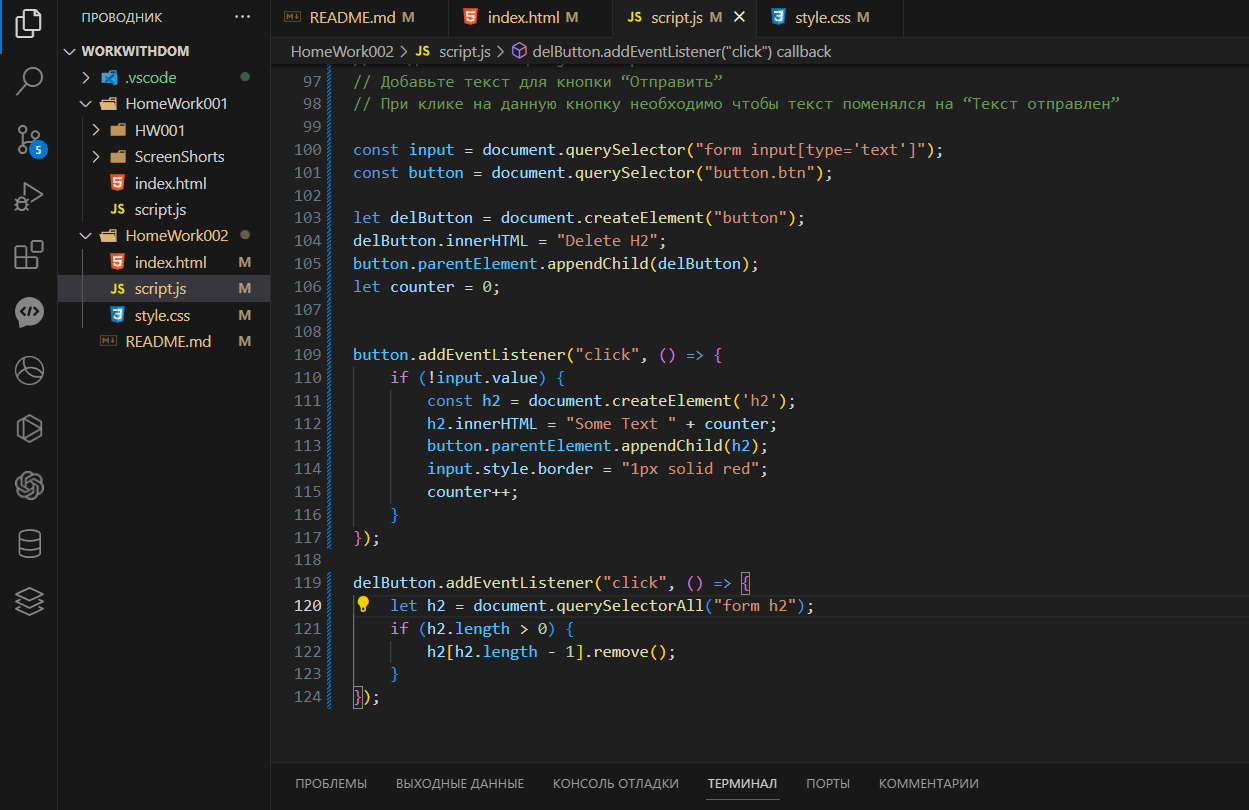 ПРОВОДНИК ...
WORKWITHDOM
.vscode
HomeWork001
HW001
ScreenShorts
index.html
JS script.js
HomeWork002
index.html M
JS script.js M
style.css M
README.md M
5
README.md M
index.html M
JS script.js M
style.css M
HomeWork002 > JS script.js > delButton.addEventListener("click") callback
97 // Добавьте текст для кнопки “Отправить”
98 // При клике на данную кнопку необходимо чтобы текст поменялся на “Текст отправлен”
99
100 const input = document.querySelector("form input[type='text']");
101 const button = document.querySelector("button.btn");
102
103 let delButton = document.createElement("button");
104 delButton.innerHTML = "Delete H2";
105 button.parentElement.appendChild(delButton);
106 let counter = 0;
107
108
109 button.addEventListener("click", () => {
110 if (!input.value) {
111 const h2 = document.createElement('h2');
112 h2.innerHTML = "Some Text " + counter;
113 button.parentElement.appendChild(h2);
114 input.style.border = "1px solid red";
115 counter++;
116 }
117 });
118
119 delButton.addEventListener("click", () => {
120 let h2 = document.querySelectorAll("form h2");
121 if (h2.length > 0) {
122 h2[h2.length - 1].remove();
123 }
124 });
ПРОБЛЕМЫ ВЫХОДНЫЕ ДАННЫЕ КОНСОЛЬ ОТЛАДКИ ТЕРМИНАЛ ПОРТЫ КОММЕНТАРИИ